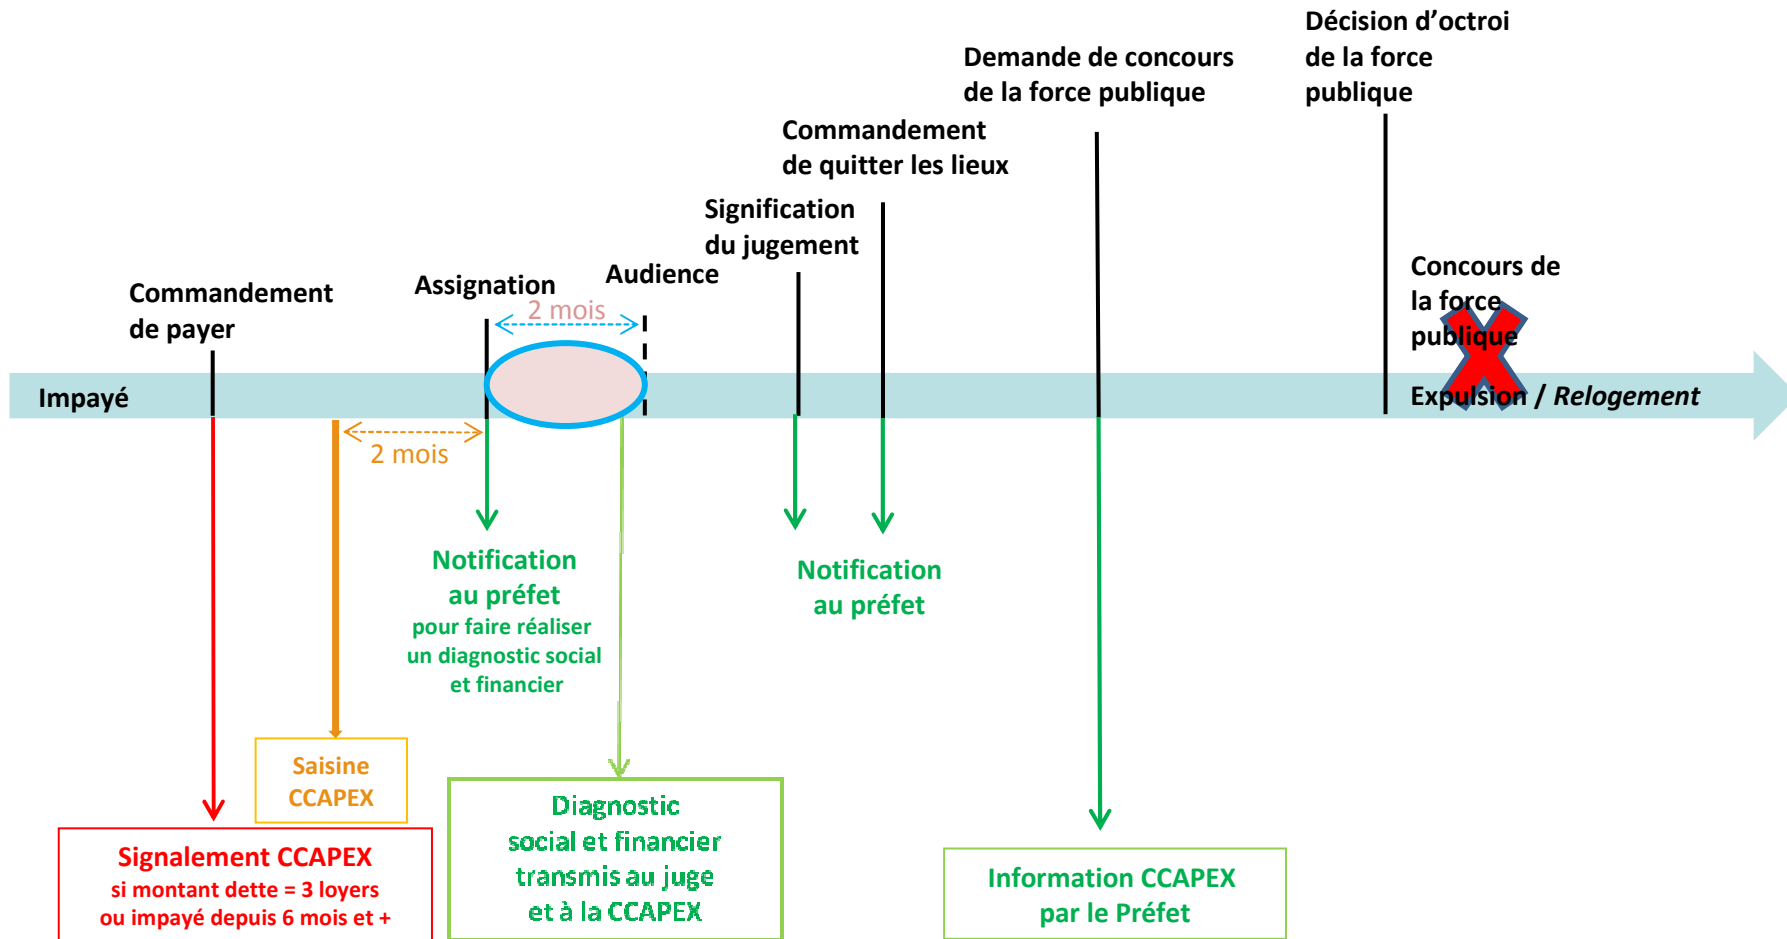 Décision d’octroi
de la force
publique
Demande de concours
de la force publique
Commandement
de quitter les lieux
Signification
du jugement
Audience
Assignation
2 mois
Commandement
de payer
Concours de
la force
publique
Impayé
Expulsion / Relogement
2 mois
Notification
au préfet
pour faire réaliser
un diagnostic social
et financier
Notification
au préfet
Saisine
CCAPEX
Diagnostic
social et financier
transmis au juge
et à la CCAPEX
Signalement CCAPEX
si montant dette = 3 loyers
ou impayé depuis 6 mois et +
Information CCAPEX
par le Préfet